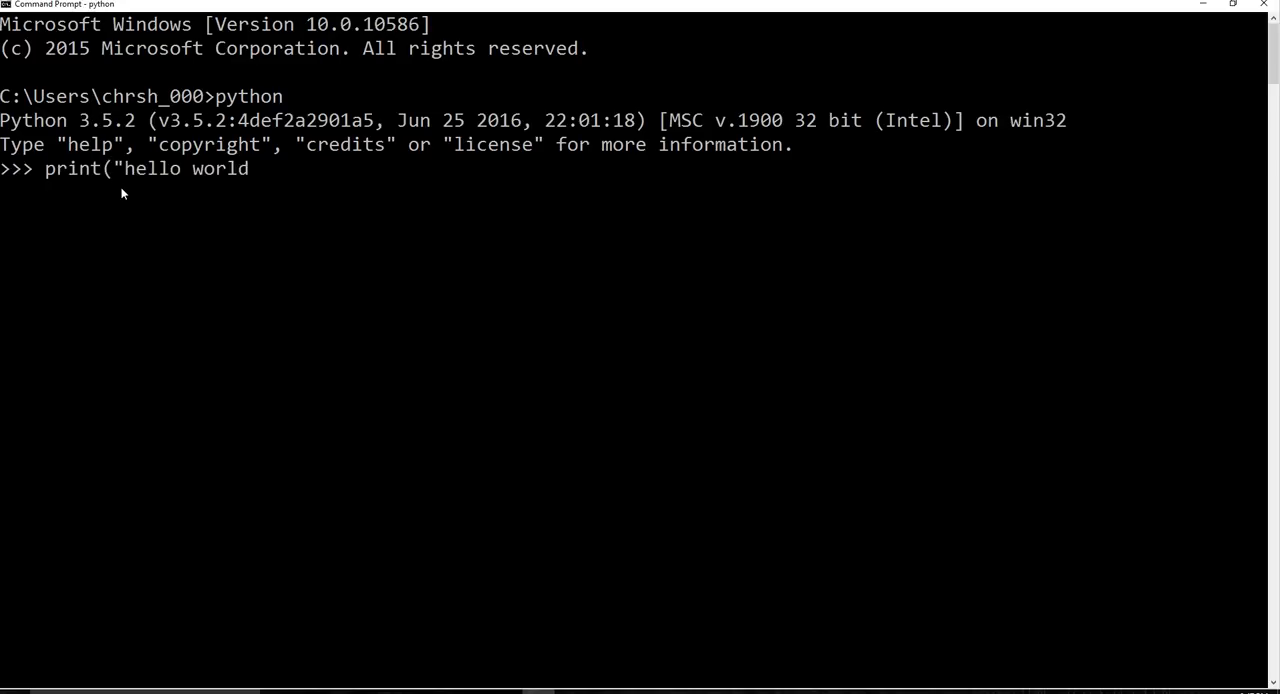 Command Prompt - python
Microsoft Windows [Version 10.0.10586]
(c) 2015 Microsoft Corporation. All rights reserved.
C:\Users\chrsh_000>python
Python 3.5.2 (v3.5.2:4def2a2901a5, Jun 25 2016, 22:01:18) [MSC v.1900 32 bit (Intel)] on win32
Type "help", "copyright", "credits" or "license" for more information.
>>> print("hello world